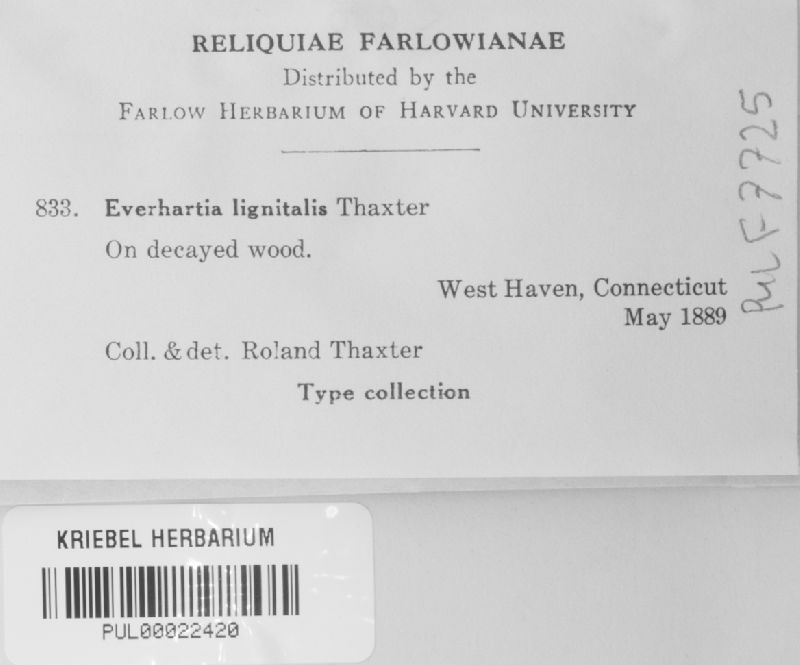 RELIQUIAE FARLOWIANAE
Distributed by the
FARLOW HERBARIUM OF HARVARD UNIVERSITY
833. Everhartia lignitalis Thaxter
On decayed wood.
West Haven, Connecticut
May 1889
Coll. & det. Roland Thaxter
Type collection
PUL F7725
KRIEBEL HERBARIUM
PUL00022420